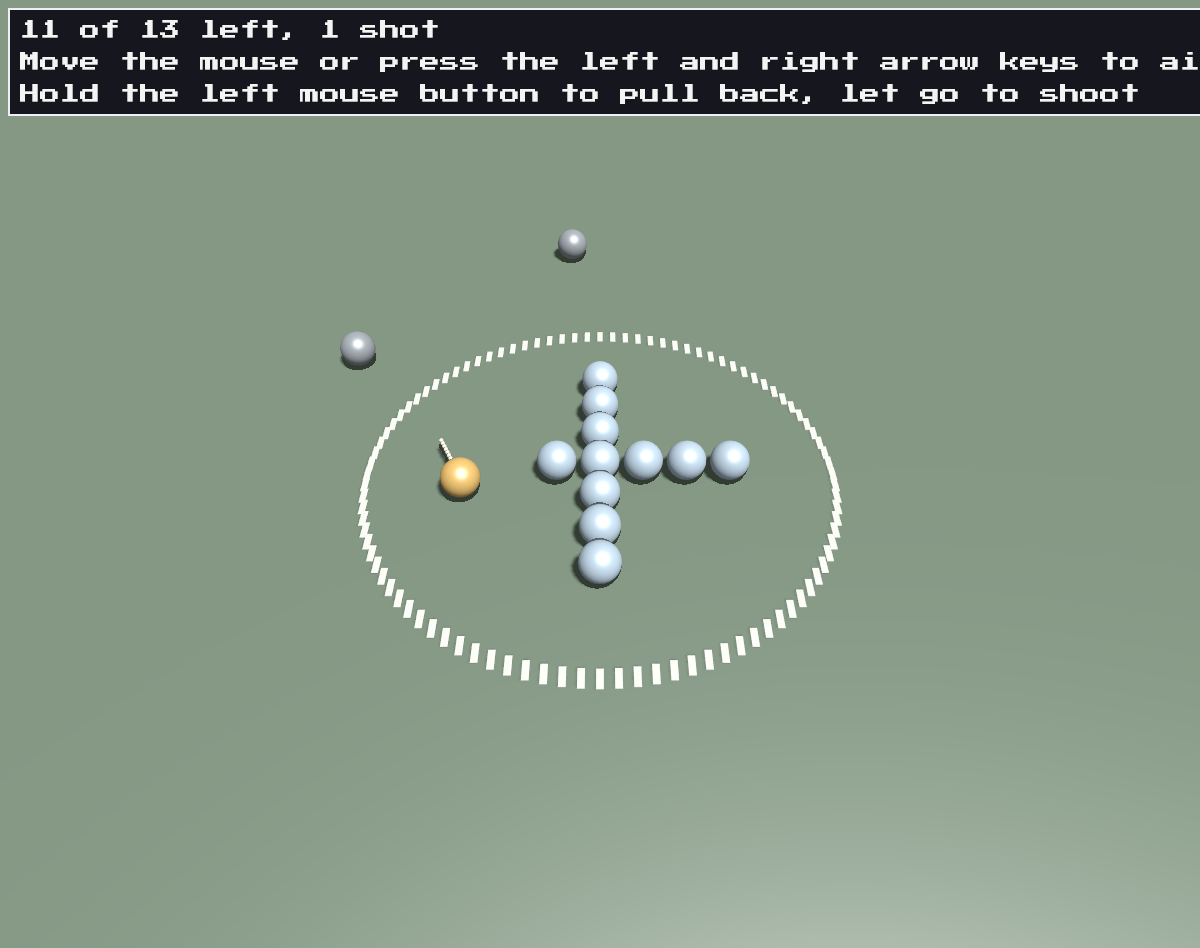 11 of 13 left, 1 shot
Move the mouse or press the left and right arrow keys to ai
Hold the left mouse button to pull back, let go to shoot